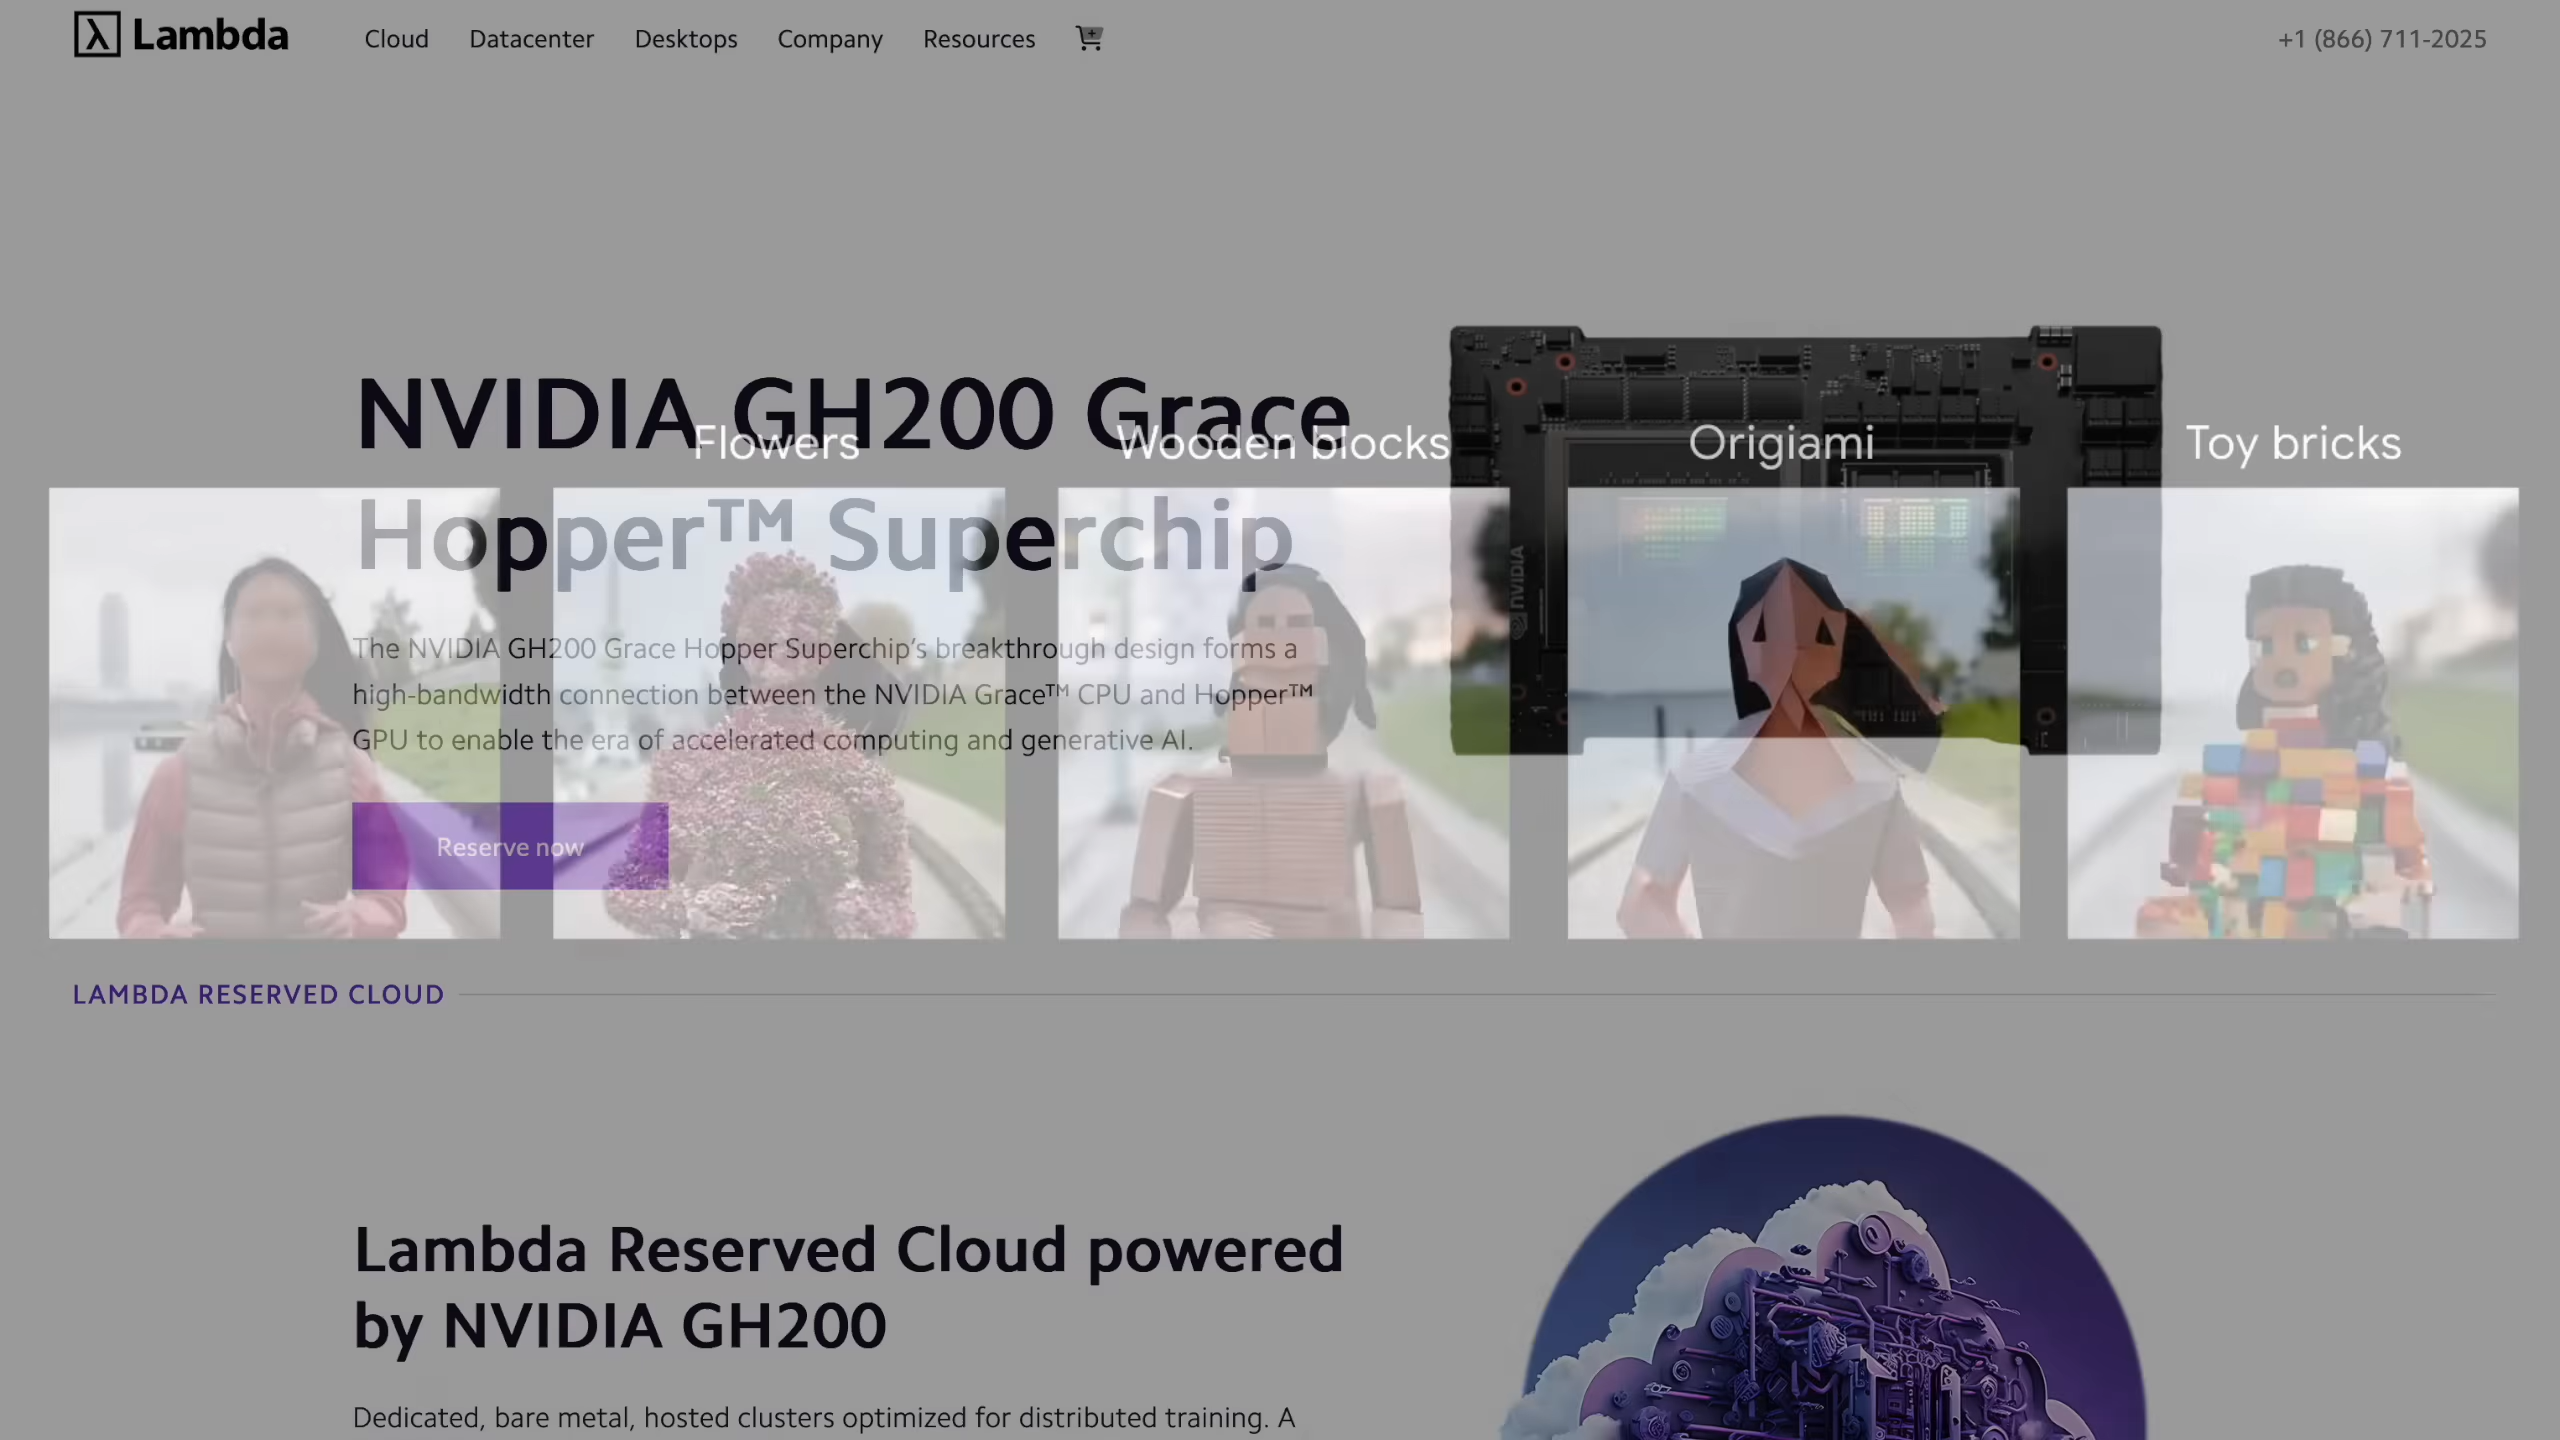 Lambda
Cloud Datacenter Desktops Company Resources
+1 (866) 711-2025
NVIDIA GH200 Grace
Hopper™ Superchip
Flowers
Wooden blocks
Origiami
Toy bricks
The NVIDIA GH200 Grace Hopper Superchip’s breakthrough design forms a
high-bandwidth connection between the NVIDIA Grace™ CPU and Hopper™
GPU to enable the era of accelerated computing and generative AI.
NVIDIA
Reserve now
LAMBDA RESERVED CLOUD
Lambda Reserved Cloud powered
by NVIDIA GH200
Dedicated, bare metal, hosted clusters optimized for distributed training. A